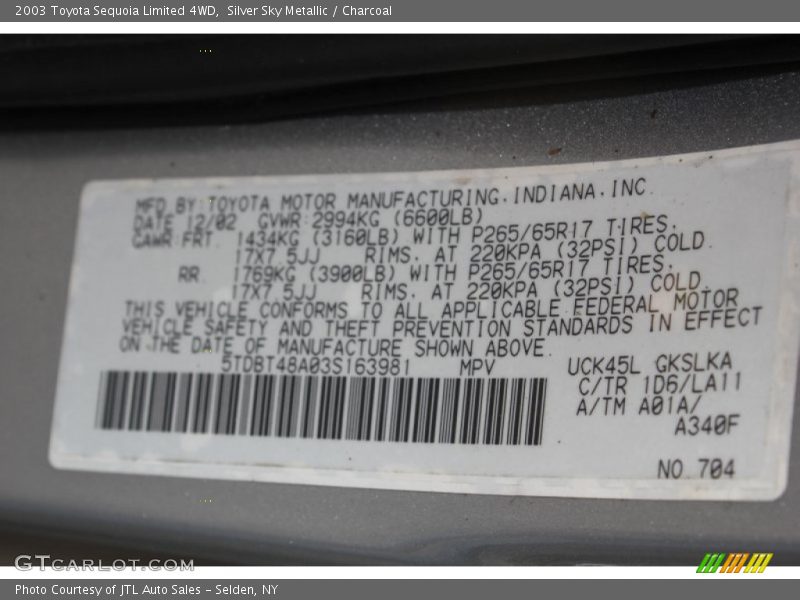 2003 Toyota Sequoia Limited 4WD,  Silver Sky Metallic / Charcoal
MFD BY:TOYOTA MOTOR MANUFACTURING,INDIANA,INC.
DATE 12/02 GVWR 2994KG (6600LB)
GAWR FRT. 1434KG (3160LB) WITH P265/65R17 TIRES.
17X7.5JJ RIMS. AT 220KPA (32PSI) COLD.
RR. 1769KG (3900LB) WITH P265/65R17 TIRES.
17X7.5JJ RIMS. AT 220KPA (32PSI) COLD.
THIS VEHICLE CONFORMS TO ALL APPLICABLE FEDERAL MOTOR
VEHICLE SAFETY AND THEFT PREVENTION STANDARDS IN EFFECT
ON THE DATE OF MANUFACTURE SHOWN ABOVE.
5TDBT48A03S163981 MPV UCK45L GKSLKA
C/TR 1D6/LA11
A/TM A01A/
A340F
NO.704
GTCARLOT.COM
Photo Courtesy of JTL Auto Sales - Selden, NY